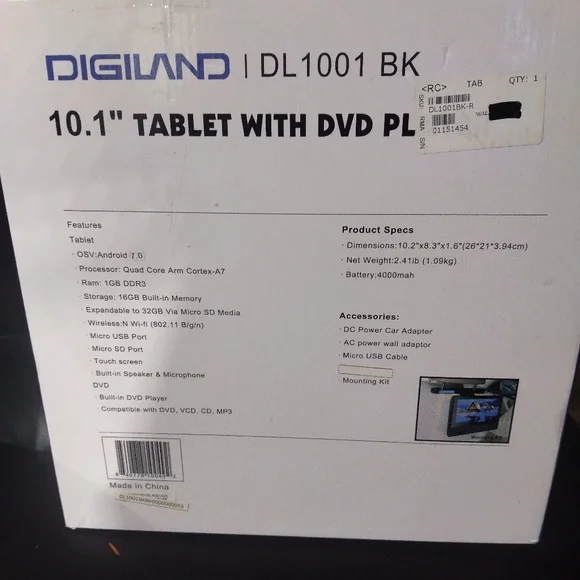 DIGILAND | DL1001 BK
<RC> TAB QTY: 1
SKU
DL1001BK-R
RMA
01151454
S/N
10.1" TABLET WITH DVD PL
Features
Tablet
· OSV:Android 7.0
· Processor: Quad Core Arm Cortex-A7
· Ram: 1GB DDR3
· Storage: 16GB Built-in Memory
· Expandable to 32GB Via Micro SD Media
· Wireless:N Wi-fi (802.11 B/g/n)
· Micro USB Port
· Micro SD Port
· Touch screen
· Built-in Speaker & Microphone
DVD
· Built-in DVD Player
· Compatible with DVD, VCD, CD, MP3
Product Specs
· Dimensions:10.2"x8.3"x1.6"(26*21*3.94cm)
· Net Weight:2.41lb (1.09kg)
· Battery:4000mah
Accessories:
· DC Power Car Adapter
· AC power wall adaptor
· Micro USB Cable
· Mounting Kit
Made in China